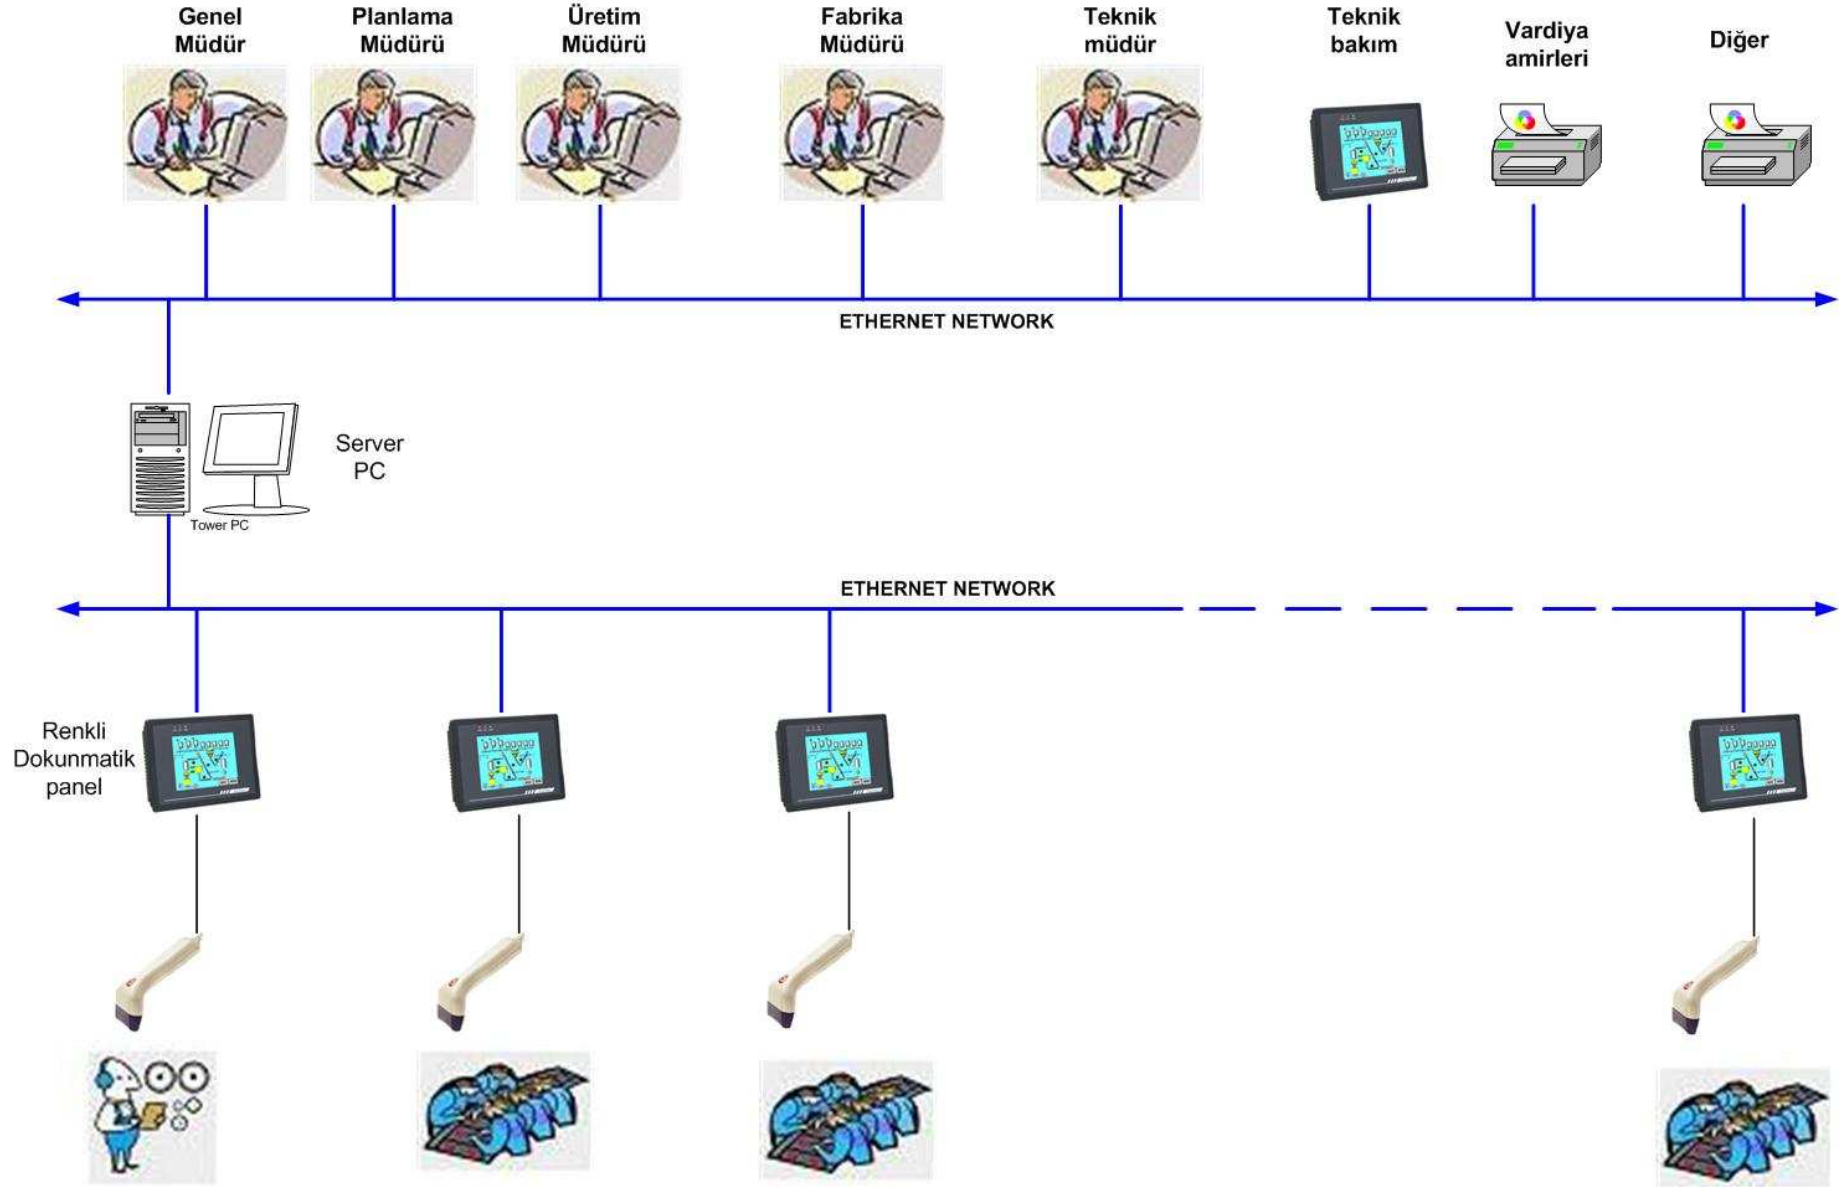 Genel
Müdür
Planlama
Müdürü
Üretim
Müdürü
Fabrika
Müdürü
Teknik
müdür
Teknik
bakım
Vardiya
amirleri
Diğer
ETHERNET NETWORK
Server
PC
Tower PC
ETHERNET NETWORK
Renkli
Dokunmatik
panel